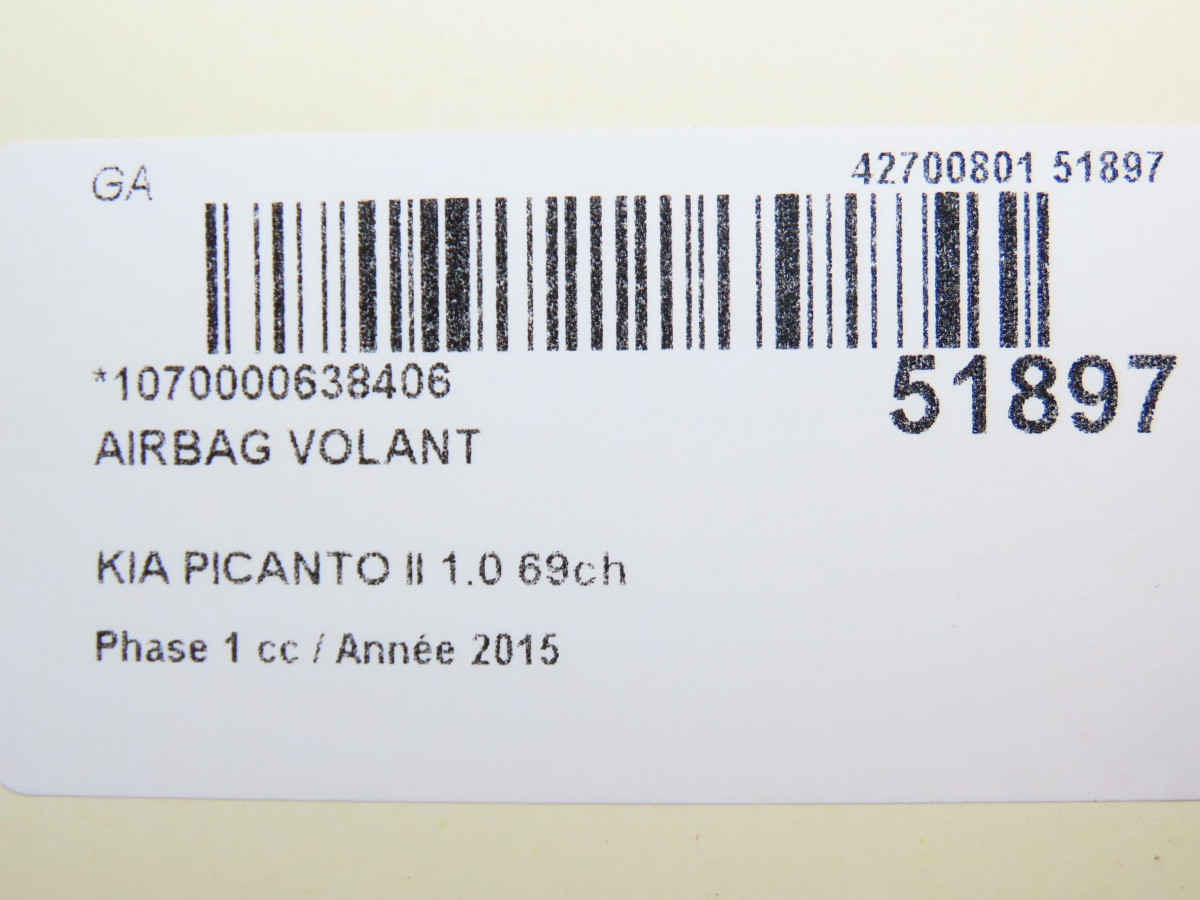 GA
42700801 51897
*1070000638406
51897
AIRBAG VOLANT
KIA PICANTO II 1.0 69ch
Phase 1 cc / Année 2015